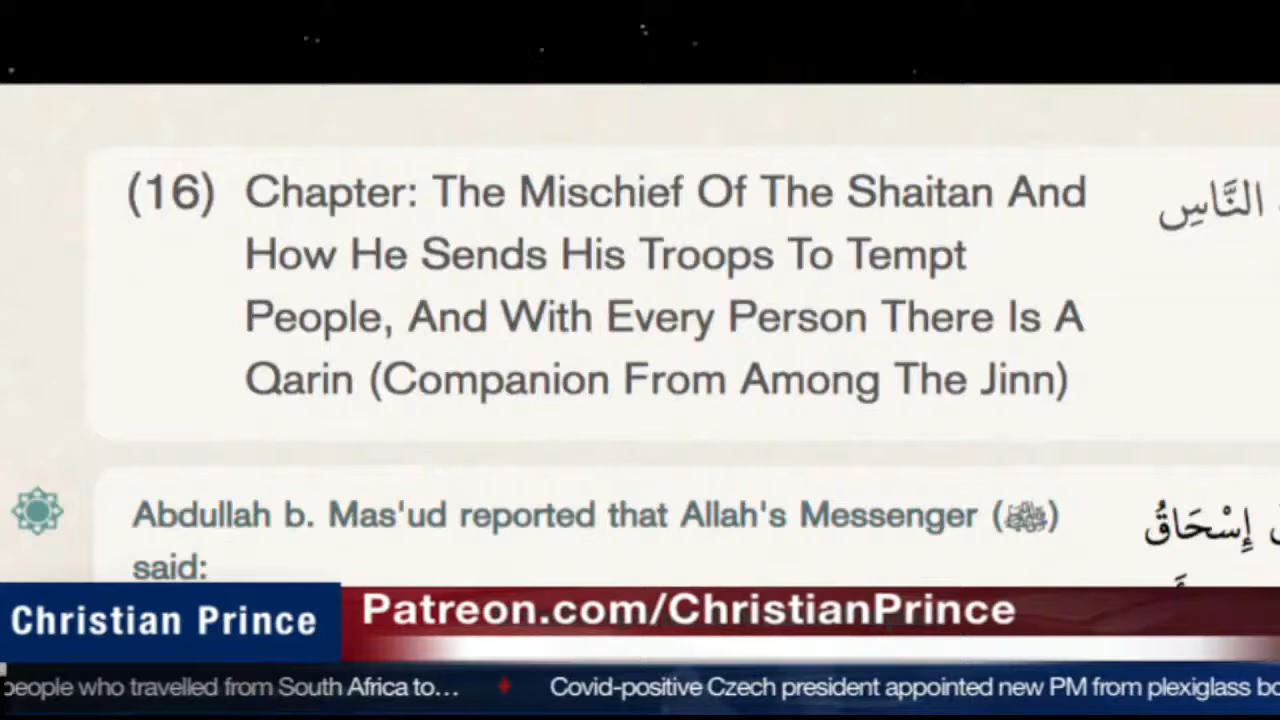 (16) Chapter: The Mischief Of The Shaitan And
How He Sends His Troops To Tempt
People, And With Every Person There Is A
Qarin (Companion From Among The Jinn)
النَّاسِ
Abdullah b. Mas'ud reported that Allah's Messenger (ﷺ)
said:
إِسْحَاقُ
Christian Prince
Patreon.com/ChristianPrince
people who travelled from South Africa to... Covid-positive Czech president appointed new PM from plexiglass